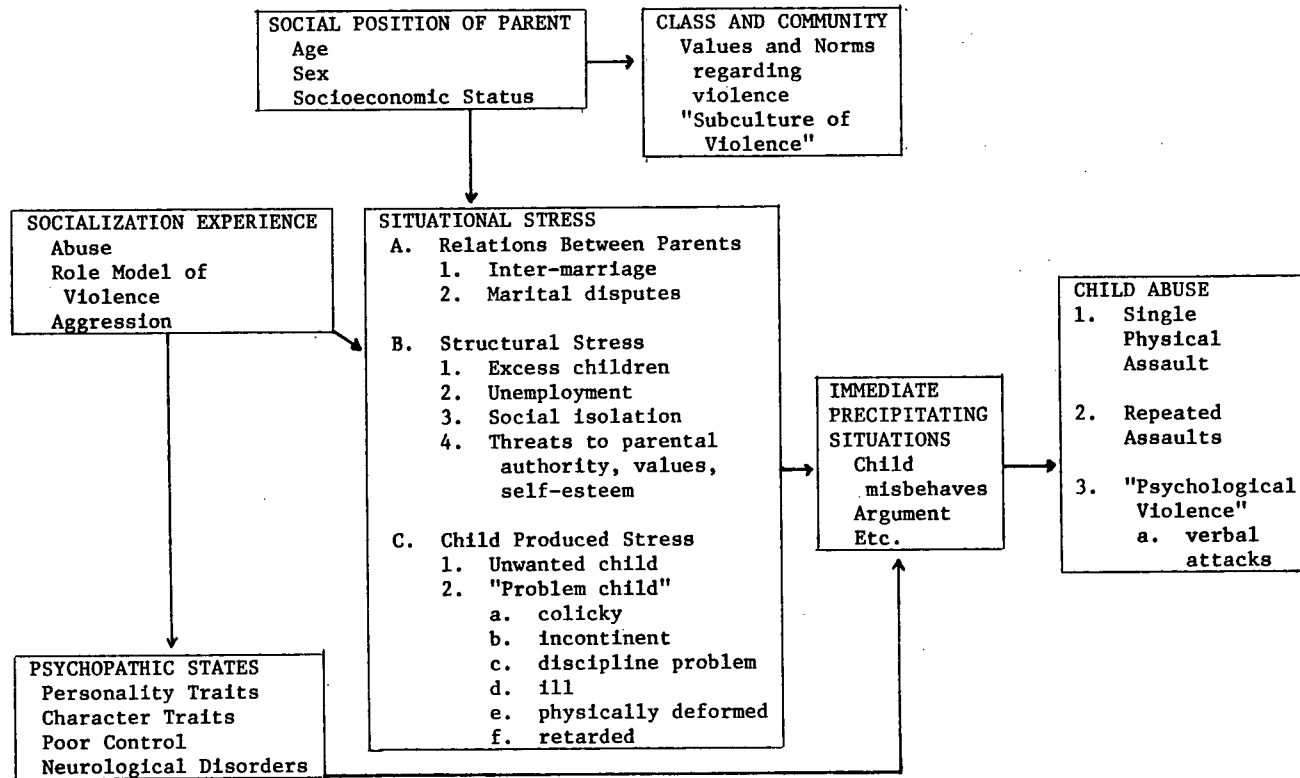 SOCIAL POSITION OF PARENT
Age
Sex
Socioeconomic Status
CLASS AND COMMUNITY
Values and Norms
regarding
violence
"Subculture of
Violence"
SOCIALIZATION EXPERIENCE
Abuse
Role Model of
Violence
Aggression
SITUATIONAL STRESS
A. Relations Between Parents
1. Inter-marriage
2. Marital disputes
B. Structural Stress
1. Excess children
2. Unemployment
3. Social isolation
4. Threats to parental
authority, values,
self-esteem
C. Child Produced Stress
1. Unwanted child
2. "Problem child"
a. colicky
b. incontinent
c. discipline problem
d. ill
e. physically deformed
f. retarded
PSYCHOPATHIC STATES
Personality Traits
Character Traits
Poor Control
Neurological Disorders
IMMEDIATE
PRECIPITATING
SITUATIONS
Child
misbehaves
Argument
Etc.
CHILD ABUSE
1. Single
Physical
Assault
2. Repeated
Assaults
3. "Psychological
Violence"
a. verbal
attacks